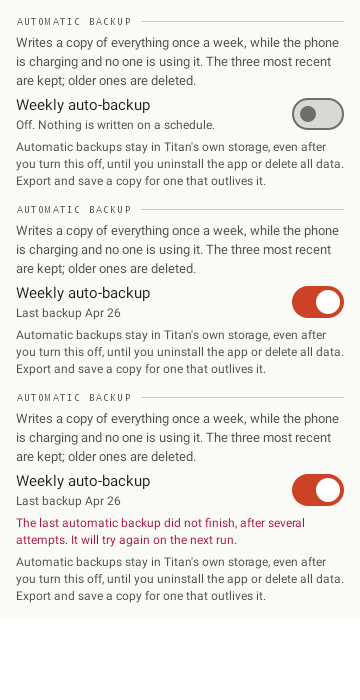 AUTOMATIC BACKUP
Writes a copy of everything once a week, while the phone
is charging and no one is using it. The three most recent
are kept; older ones are deleted.
Weekly auto-backup
Off. Nothing is written on a schedule.
Automatic backups stay in Titan's own storage, even after
you turn this off, until you uninstall the app or delete all data.
Export and save a copy for one that outlives it.
AUTOMATIC BACKUP
Writes a copy of everything once a week, while the phone
is charging and no one is using it. The three most recent
are kept; older ones are deleted.
Weekly auto-backup
Last backup Apr 26
Automatic backups stay in Titan's own storage, even after
you turn this off, until you uninstall the app or delete all data.
Export and save a copy for one that outlives it.
AUTOMATIC BACKUP
Writes a copy of everything once a week, while the phone
is charging and no one is using it. The three most recent
are kept; older ones are deleted.
Weekly auto-backup
Last backup Apr 26
The last automatic backup did not finish, after several
attempts. It will try again on the next run.
Automatic backups stay in Titan's own storage, even after
you turn this off, until you uninstall the app or delete all data.
Export and save a copy for one that outlives it.